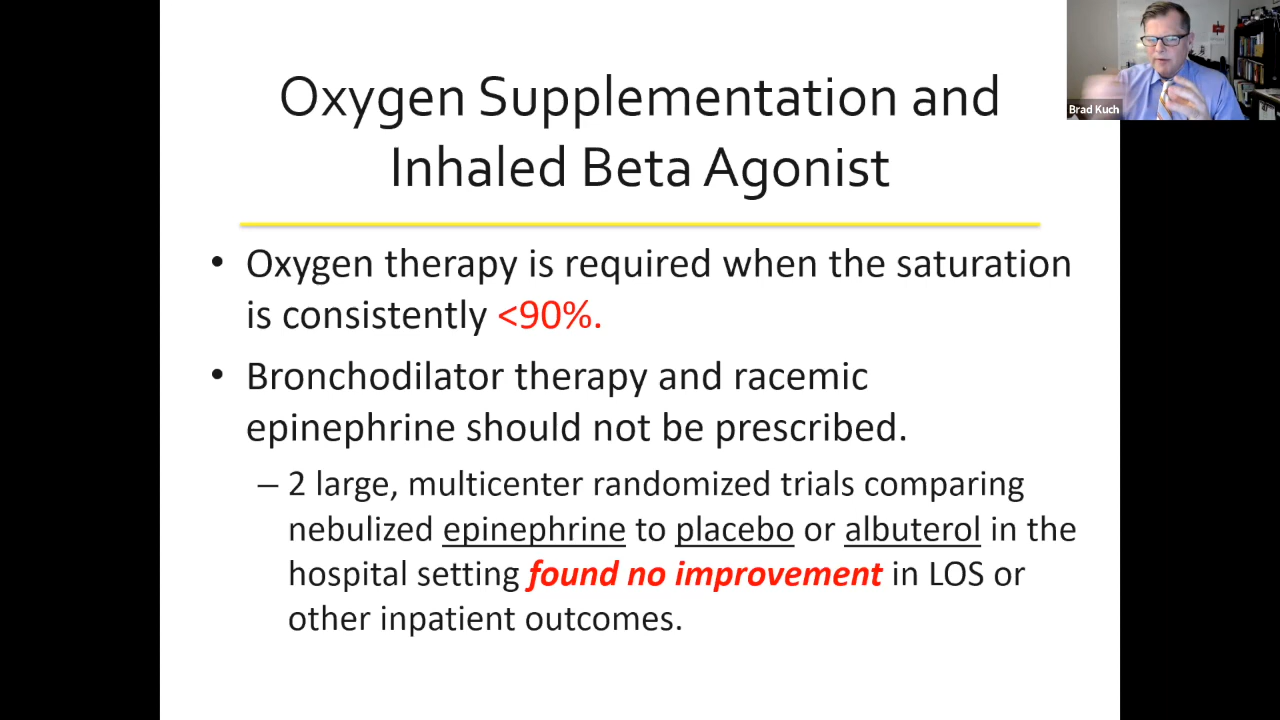 Oxygen Supplementation and
Inhaled Beta Agonist
• Oxygen therapy is required when the saturation
is consistently <90%.
• Bronchodilator therapy and racemic
epinephrine should not be prescribed.
– 2 large, multicenter randomized trials comparing
nebulized epinephrine to placebo or albuterol in the
hospital setting found no improvement in LOS or
other inpatient outcomes.
Brad Kuch